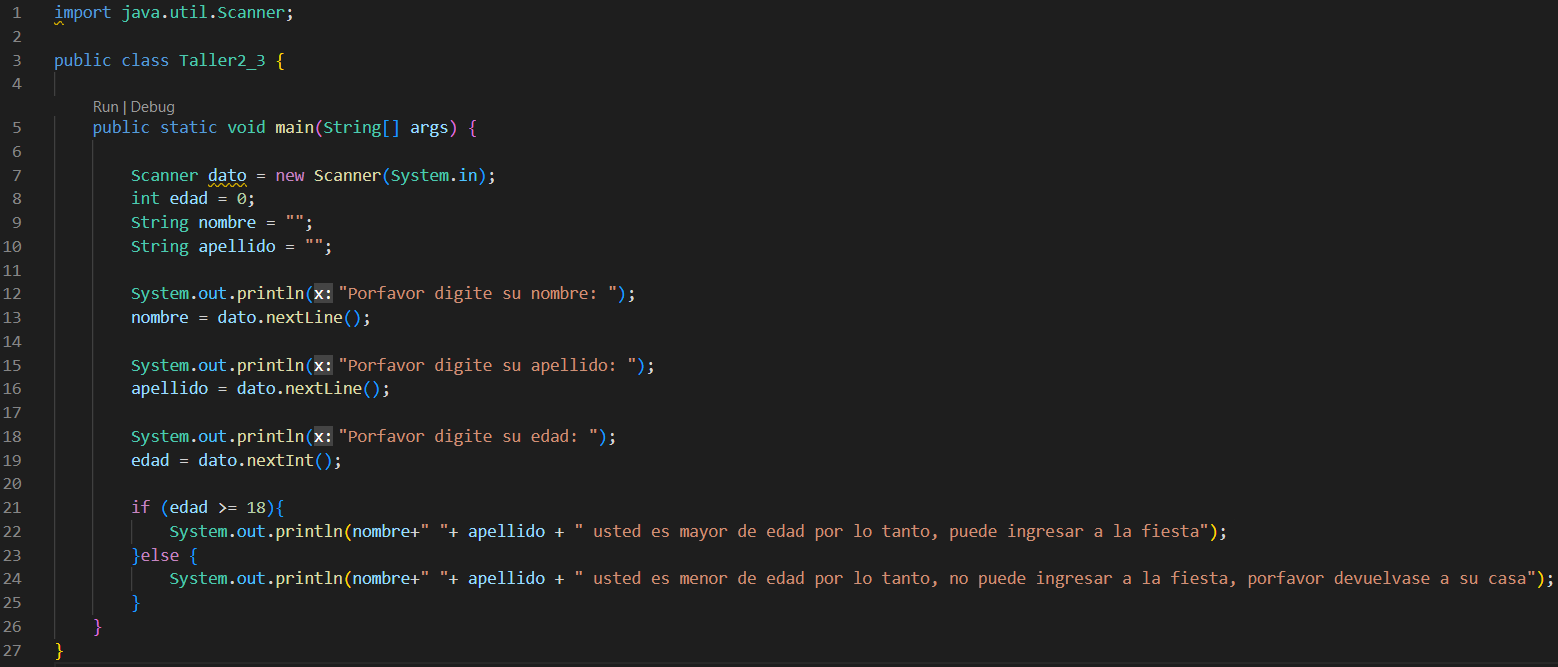 1 import java.util.Scanner;
2
3 public class Taller2_3 {
4
Run | Debug
5 public static void main(String[] args) {
6
7 Scanner dato = new Scanner(System.in);
8 int edad = 0;
9 String nombre = "";
10 String apellido = "";
11
12 System.out.println(x: "Porfavor digite su nombre: ");
13 nombre = dato.nextLine();
14
15 System.out.println(x: "Porfavor digite su apellido: ");
16 apellido = dato.nextLine();
17
18 System.out.println(x: "Porfavor digite su edad: ");
19 edad = dato.nextInt();
20
21 if (edad >= 18){
22 System.out.println(nombre+" "+ apellido + " usted es mayor de edad por lo tanto, puede ingresar a la fiesta");
23 }else {
24 System.out.println(nombre+" "+ apellido + " usted es menor de edad por lo tanto, no puede ingresar a la fiesta, porfavor devuelvase a su casa");
25 }
26 }
27 }